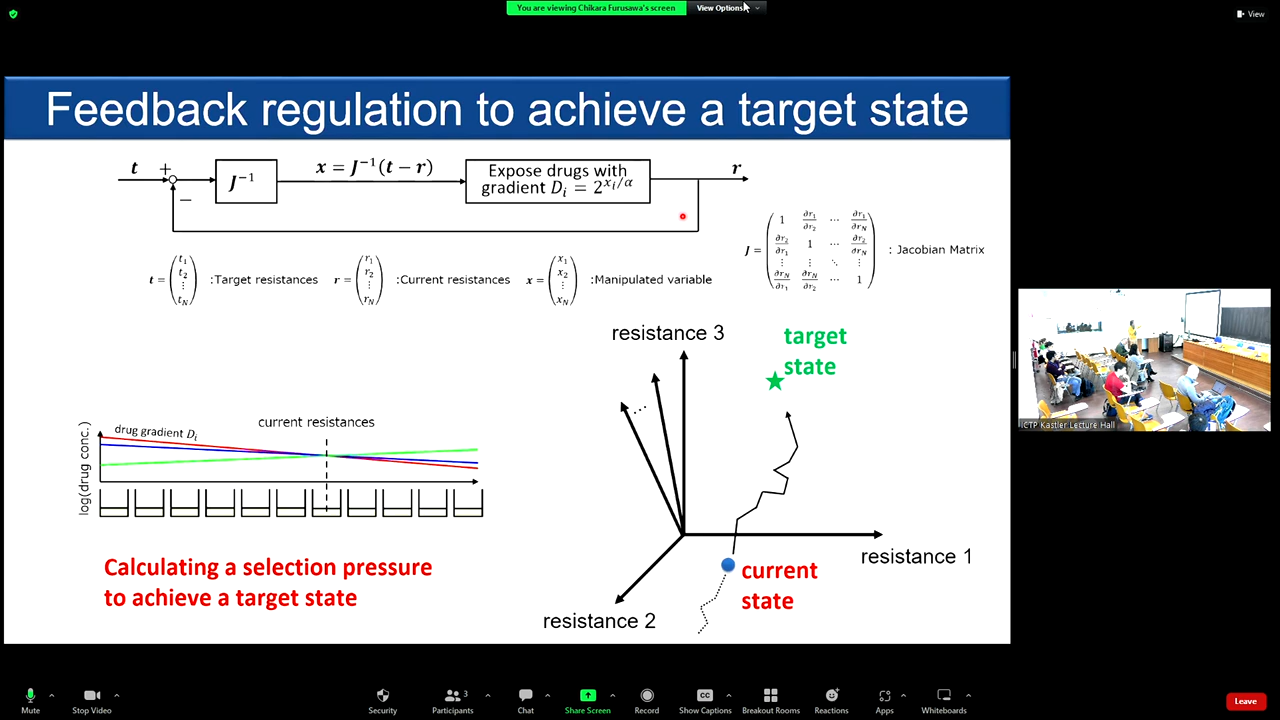 You are viewing Chikara Furusawa's screen
View Options
View
Feedback regulation to achieve a target state
t
+
−
J⁻¹
x = J⁻¹(t − r)
Expose drugs with
gradient Dᵢ = 2^{xᵢ/α}
r
t = (t₁ t₂ ⋮ t_N) :Target resistances r = (r₁ r₂ ⋮ r_N) :Current resistances x = (x₁ x₂ ⋮ x_N) :Manipulated variable
J = (1 ∂r₁/∂r₂ ⋯ ∂r₁/∂r_N
∂r₂/∂r₁ 1 ⋯ ∂r₂/∂r_N
⋮ ⋮ ⋱ ⋮
∂r_N/∂r₁ ∂r_N/∂r₂ ⋯ 1) : Jacobian Matrix
resistance 3
target
state
...
current resistances
drug gradient Dᵢ
log(drug conc.)
Calculating a selection pressure
to achieve a target state
current
state
resistance 1
resistance 2
ICTP Kastler Lecture Hall
Mute
Stop Video
Security
Participants
3
Chat
Share Screen
Record
CC
Show Captions
Breakout Rooms
Reactions
Apps
Whiteboards
Leave